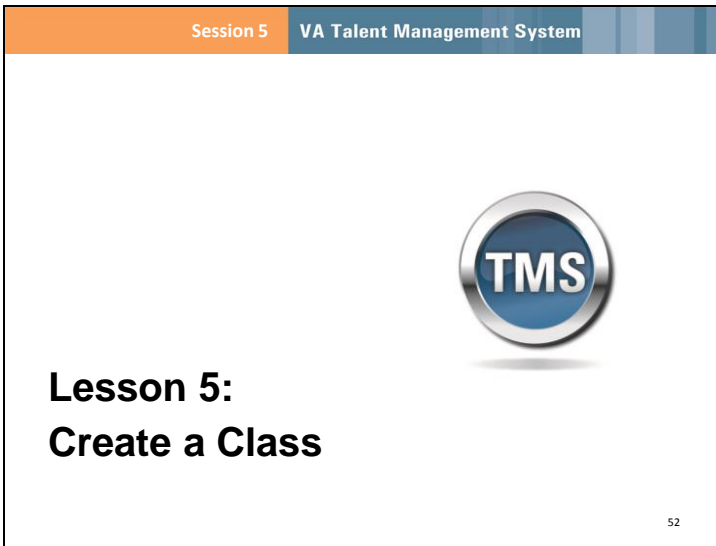 Session 5 VA Talent Management System
TMS
Lesson 5:
Create a Class
52